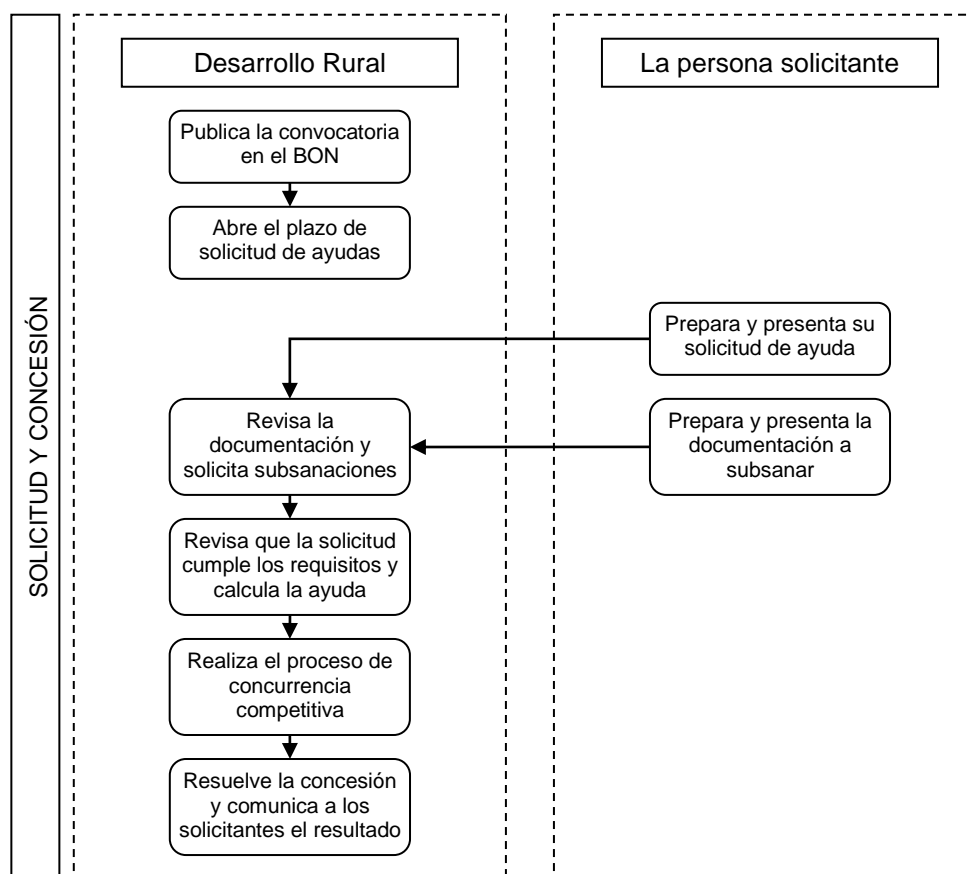 SOLICITUD Y CONCESIÓN
Desarrollo Rural
La persona solicitante
Publica la convocatoria
en el BON
Abre el plazo de
solicitud de ayudas
Prepara y presenta su
solicitud de ayuda
Revisa la
documentación y
solicita subsanaciones
Prepara y presenta la
documentación a
subsanar
Revisa que la solicitud
cumple los requisitos y
calcula la ayuda
Realiza el proceso de
concurrencia
competitiva
Resuelve la concesión
y comunica a los
solicitantes el resultado